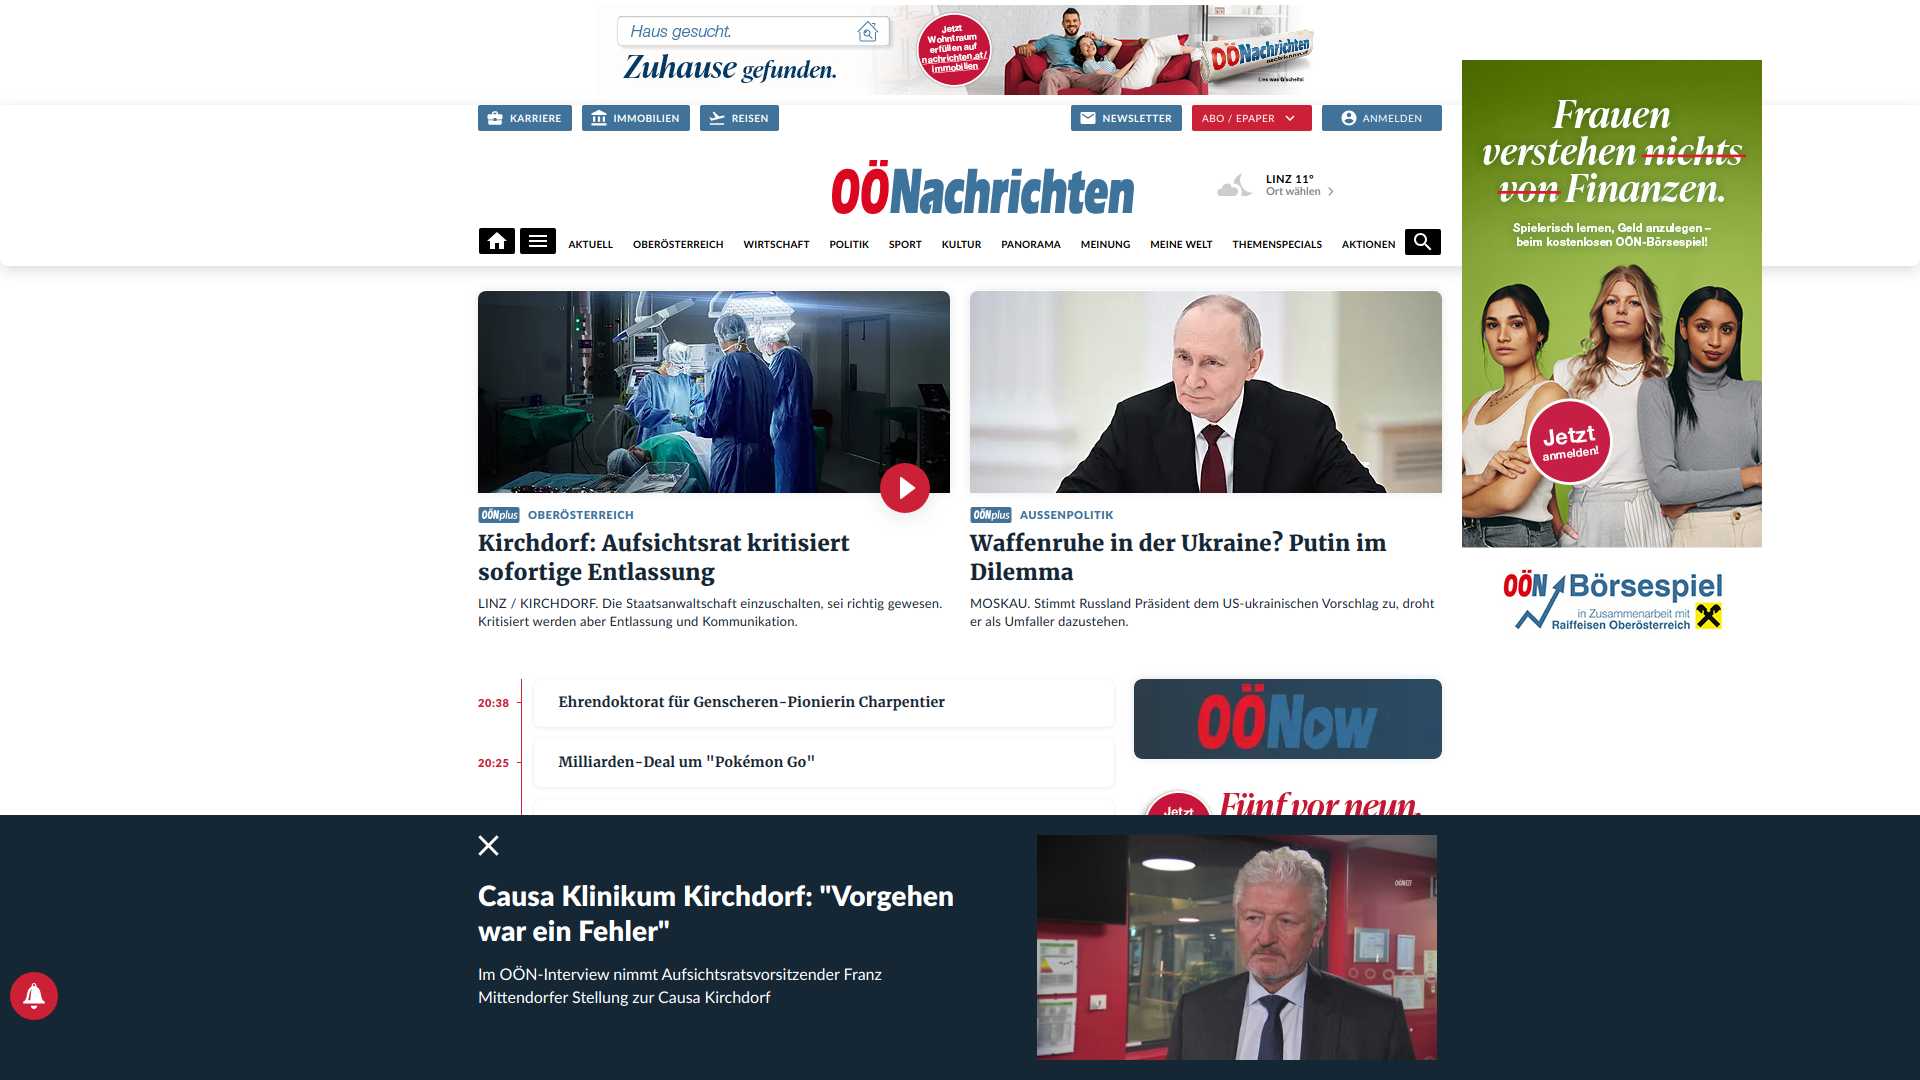 Haus gesucht.
Zuhause gefunden.
Jetzt
Wohntraum
erfüllen auf
nachrichten.at/
immobilien
OÖNachrichten
Lies was G'scheits!
KARRIERE
IMMOBILIEN
REISEN
NEWSLETTER
ABO / EPAPER
ANMELDEN
OÖNachrichten
LINZ 11°
Ort wählen
AKTUELL
OBERÖSTERREICH
WIRTSCHAFT
POLITIK
SPORT
KULTUR
PANORAMA
MEINUNG
MEINE WELT
THEMENSPECIALS
AKTIONEN
Frauen
verstehen nichts
von Finanzen.
Spielerisch lernen, Geld anzulegen –
beim kostenlosen OÖN-Börsespiel!
Jetzt
anmelden!
OÖN Börsespiel
in Zusammenarbeit mit
Raiffeisen Oberösterreich
OÖNplus OBERÖSTERREICH
Kirchdorf: Aufsichtsrat kritisiert
sofortige Entlassung
LINZ / KIRCHDORF. Die Staatsanwaltschaft einzuschalten, sei richtig gewesen.
Kritisiert werden aber Entlassung und Kommunikation.
OÖNplus AUSSENPOLITIK
Waffenruhe in der Ukraine? Putin im
Dilemma
MOSKAU. Stimmt Russland Präsident dem US-ukrainischen Vorschlag zu, droht
er als Umfaller dazustehen.
20:38 Ehrendoktorat für Genscheren-Pionierin Charpentier
20:25 Milliarden-Deal um "Pokémon Go"
OÖNow
Jetzt
Fünf vor neun.
Causa Klinikum Kirchdorf: "Vorgehen
war ein Fehler"
Im OÖN-Interview nimmt Aufsichtsratsvorsitzender Franz
Mittendorfer Stellung zur Causa Kirchdorf